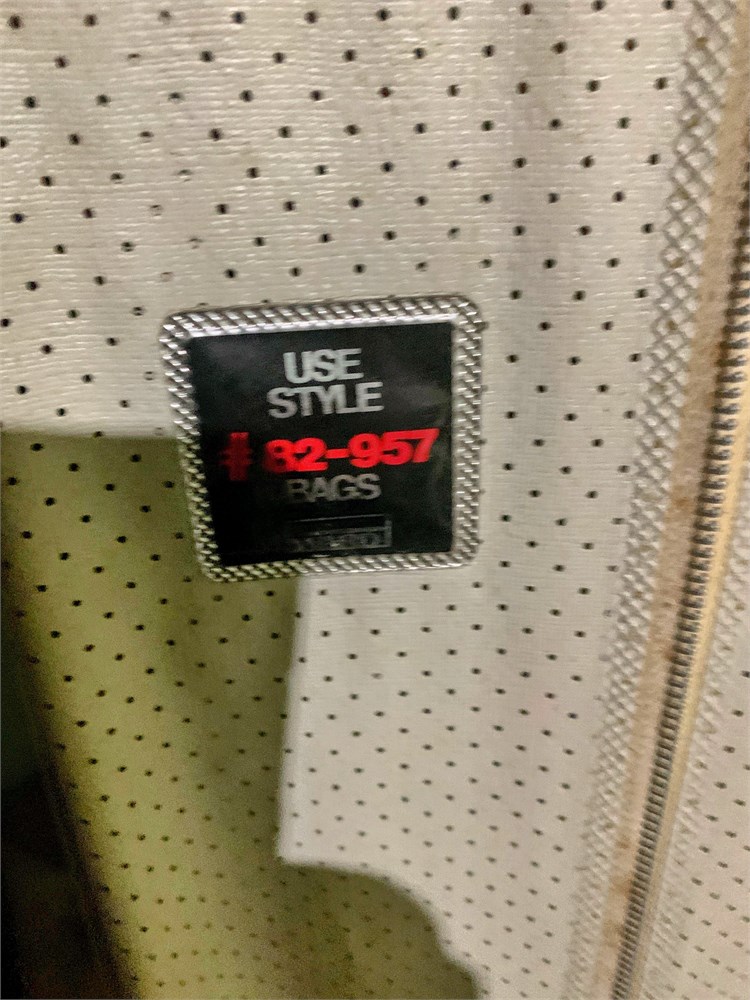 USE
STYLE
# 82-957
BAGS